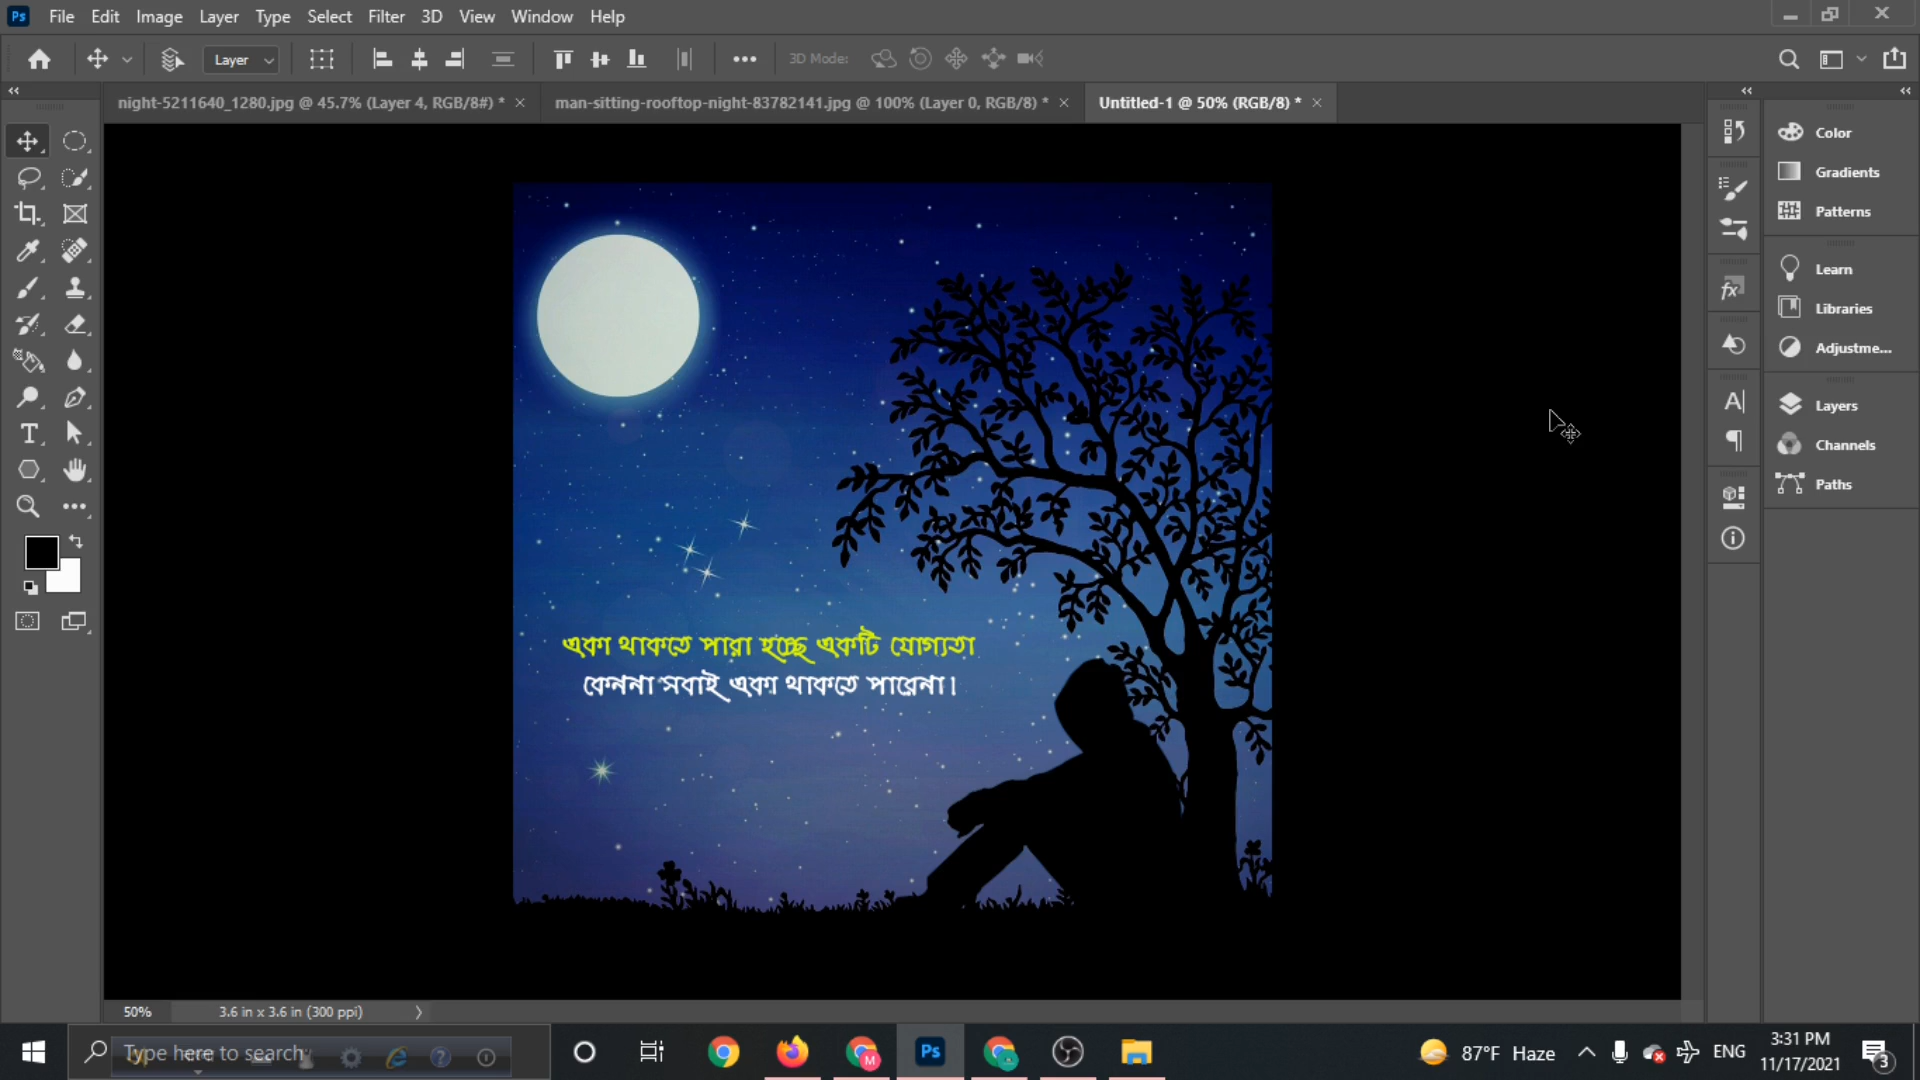 Ps File Edit Image Layer Type Select Filter 3D View Window Help
Layer 3D Mode:
night-5211640_1280.jpg @ 45.7% (Layer 4, RGB/8#) * man-sitting-rooftop-night-83782141.jpg @ 100% (Layer 0, RGB/8) * Untitled-1 @ 50% (RGB/8) *
Color
Gradients
Patterns
Learn
Libraries
Adjustme...
Layers
Channels
Paths
একা থাকতে পারা হচ্ছে একটি যোগ্যতা
কেননা সবাই একা থাকতে পারেনা।
50% 3.6 in x 3.6 in (300 ppi)
Type here to search
Ps
87°F Haze
ENG
3:31 PM
11/17/2021
3